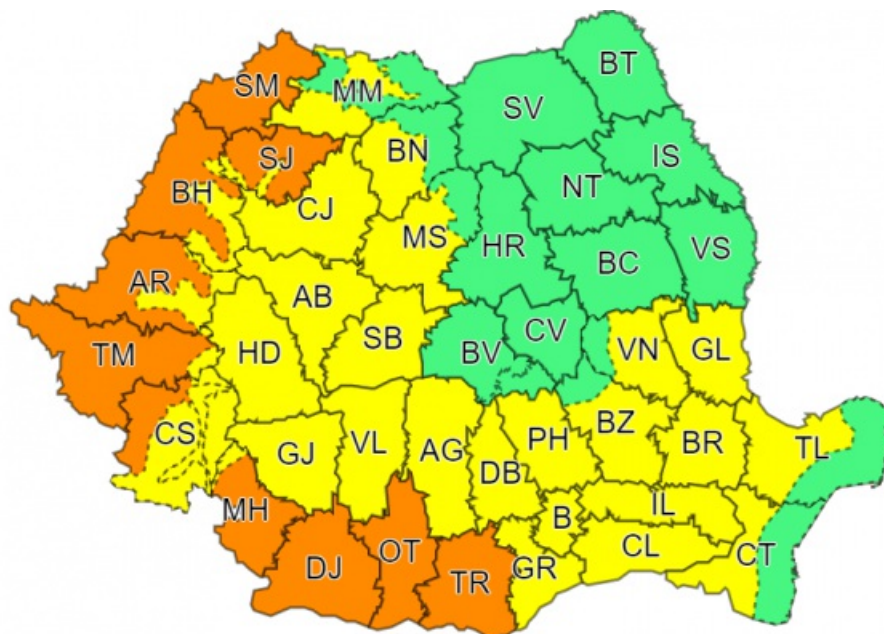 BT
SM
MM
SV
SJ
BN
IS
BH
NT
CJ
MS
HR
BC
VS
AR
AB
CV
TM
HD
SB
BV
VN
GL
CS
GJ
VL
AG
PH
BZ
BR
TL
DB
MH
B
IL
OT
DJ
TR
GR
CL
CT